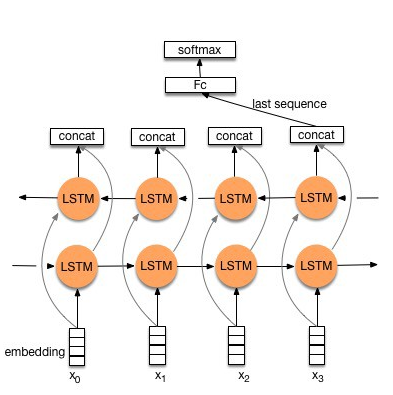 softmax
Fc
last sequence
concat concat concat concat
LSTM LSTM LSTM LSTM
LSTM LSTM LSTM LSTM
embedding
x0 x1 x2 x3